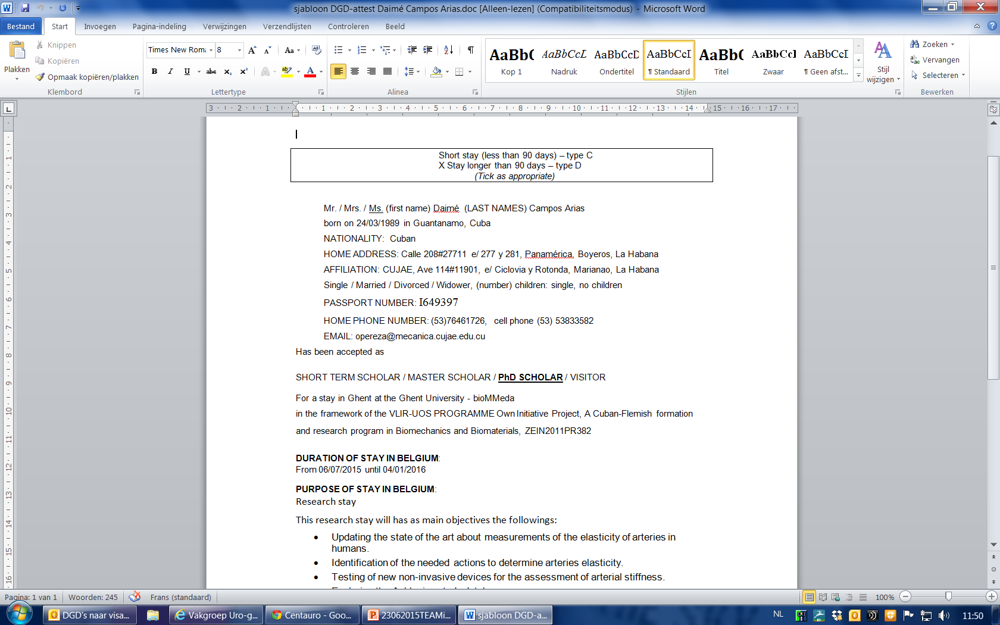 sjabloon DGD-attest Daimé Campos Arias.doc [Alleen-lezen] (Compatibiliteitsmodus) - Microsoft Word
Bestand Start Invoegen Pagina-indeling Verwijzingen Verzendlijsten Controleren Beeld
Plakken
Knippen
Kopiëren
Opmaak kopiëren/plakken
Klembord
Times New Rom 8
Lettertype
Alinea
Kop 1 Nadruk Ondertitel ¶ Standaard Titel Zwaar ¶ Geen afst...
Stijl wijzigen
Stijlen
Zoeken
Vervangen
Selecteren
Bewerken
3 2 1 1 2 3 4 5 6 7 8 9 10 11 12 13 14 15 16 17
Short stay (less than 90 days) – type C
X Stay longer than 90 days – type D
(Tick as appropriate)
Mr. / Mrs. / Ms. (first name) Daimé (LAST NAMES) Campos Arias
born on 24/03/1989 in Guantanamo, Cuba
NATIONALITY: Cuban
HOME ADDRESS: Calle 208#27711 e/ 277 y 281, Panamérica, Boyeros, La Habana
AFFILIATION: CUJAE, Ave 114#11901, e/ Ciclovia y Rotonda, Marianao, La Habana
Single / Married / Divorced / Widower, (number) children: single, no children
PASSPORT NUMBER: I649397
HOME PHONE NUMBER: (53)76461726, cell phone (53) 53833582
EMAIL: opereza@mecanica.cujae.edu.cu
Has been accepted as
SHORT TERM SCHOLAR / MASTER SCHOLAR / PhD SCHOLAR / VISITOR
For a stay in Ghent at the Ghent University - bioMMeda
in the framework of the VLIR-UOS PROGRAMME Own Initiative Project, A Cuban-Flemish formation
and research program in Biomechanics and Biomaterials, ZEIN2011PR382
DURATION OF STAY IN BELGIUM:
From 06/07/2015 until 04/01/2016
PURPOSE OF STAY IN BELGIUM:
Research stay
This research stay will has as main objectives the followings:
• Updating the state of the art about measurements of the elasticity of arteries in
humans.
• Identification of the needed actions to determine arteries elasticity.
• Testing of new non-invasive devices for the assessment of arterial stiffness.
Pagina: 1 van 1 Woorden: 245 Frans (standaard) 100%
DGD's naar visa... Vakgroep Uro-g... Centauro - Goo... 23062015TEAMi... sjabloon DGD-a... NL 11:50